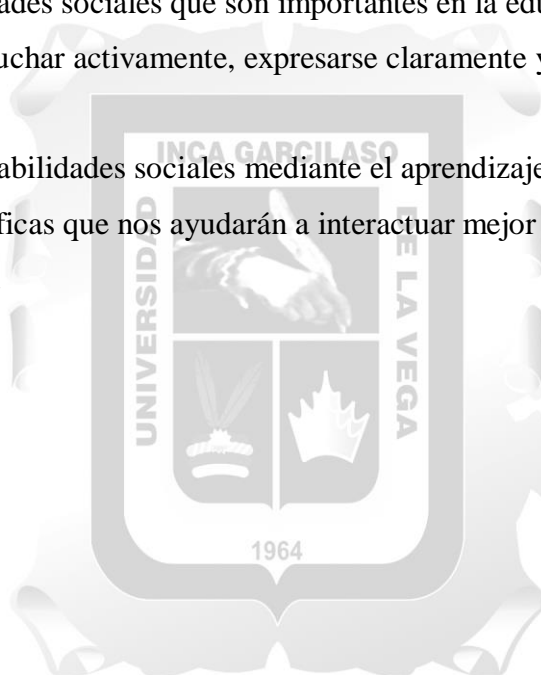 ades sociales que son importantes en la edu
uchar activamente, expresarse claramente y
INCA GARCILASO
abilidades sociales mediante el aprendizaje
ficas que nos ayudarán a interactuar mejor
UNIVERSIDAD
DE LA VEGA
1964